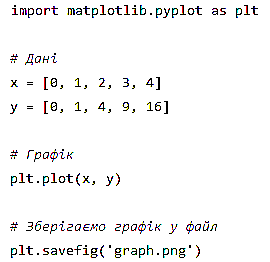 import matplotlib.pyplot as plt
# Дані
x = [0, 1, 2, 3, 4]
y = [0, 1, 4, 9, 16]
# Графік
plt.plot(x, y)
# Зберігаємо графік у файл
plt.savefig('graph.png')